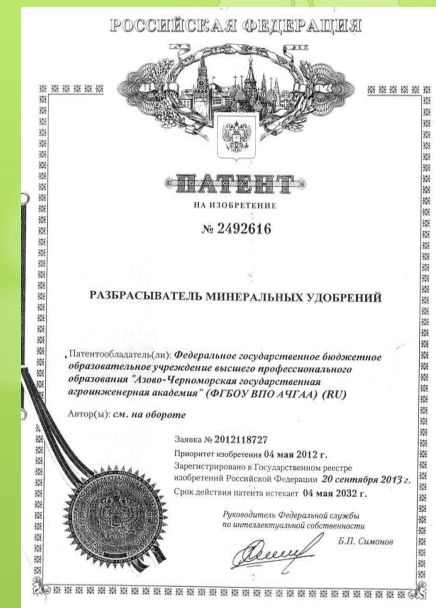 РОССИЙСКАЯ ФЕДЕРАЦИЯ
ПАТЕНТ
НА ИЗОБРЕТЕНИЕ
№ 2492616
РАЗБРАСЫВАТЕЛЬ МИНЕРАЛЬНЫХ УДОБРЕНИЙ
Патентообладатель(ли): Федеральное государственное бюджетное
образовательное учреждение высшего профессионального
образования "Азово-Черноморская государственная
агроинженерная академия" (ФГБОУ ВПО АЧГАА) (RU)
Автор(ы): см. на обороте
Заявка № 2012118727
Приоритет изобретения 04 мая 2012 г.
Зарегистрировано в Государственном реестре
изобретений Российской Федерации 20 сентября 2013 г.
Срок действия патента истекает 04 мая 2032 г.
Руководитель Федеральной службы
по интеллектуальной собственности
Б.П. Симонов